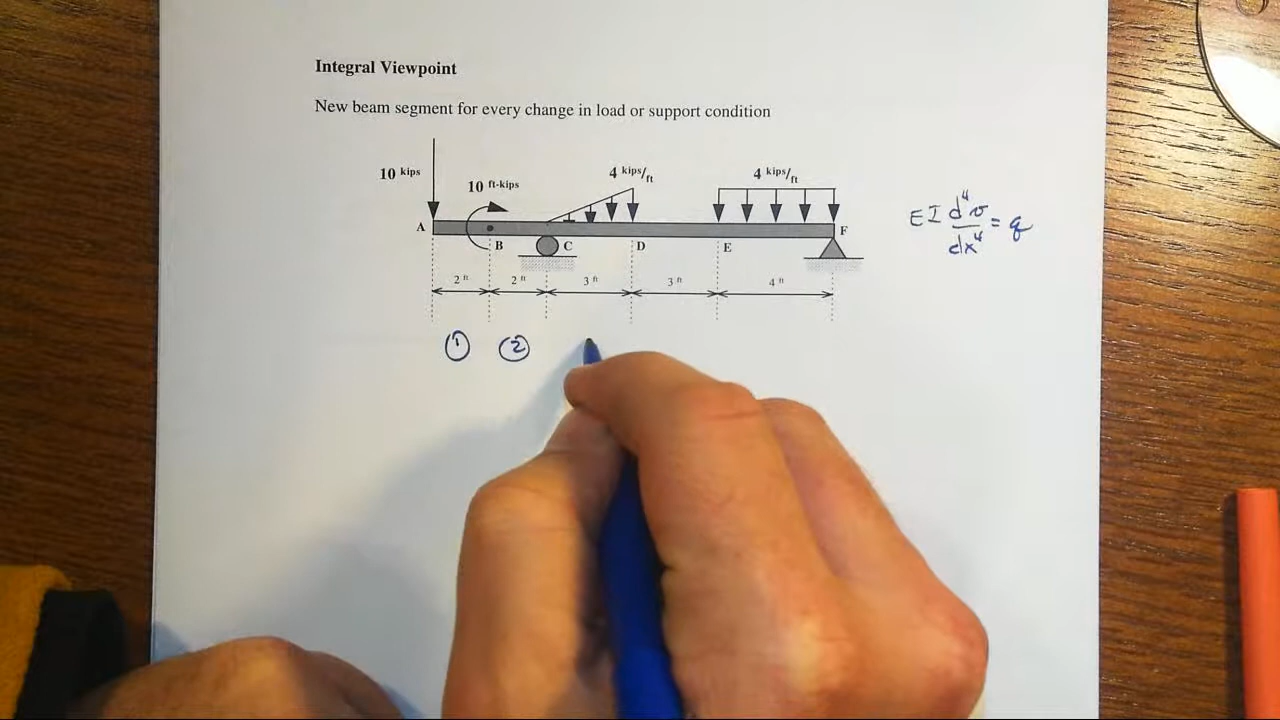 Integral Viewpoint
New beam segment for every change in load or support condition
10 kips
10 ft-kips
4 kips/ft
4 kips/ft
A
B
C
D
E
F
2 ft
2 ft
3 ft
3 ft
4 ft
EI d⁴v/dx⁴ = q
① ②